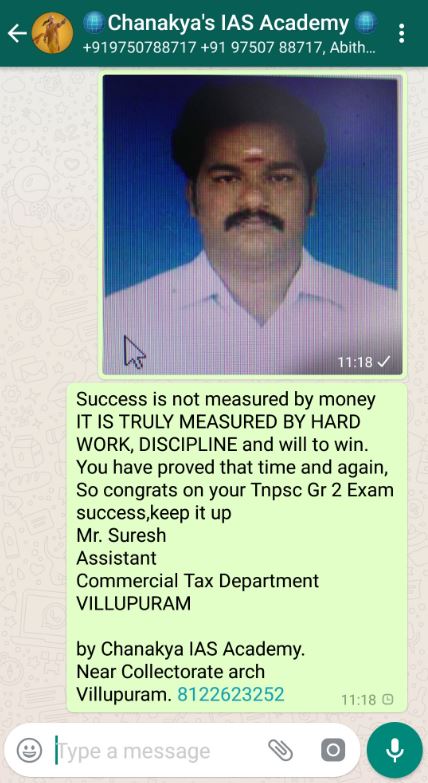 Chanakya's IAS Academy
+919750788717 +91 97507 88717, Abith...
11:18
Success is not measured by money
IT IS TRULY MEASURED BY HARD
WORK, DISCIPLINE and will to win.
You have proved that time and again,
So congrats on your Tnpsc Gr 2 Exam
success,keep it up
Mr. Suresh
Assistant
Commercial Tax Department
VILLUPURAM
by Chanakya IAS Academy.
Near Collectorate arch
Villupuram. 8122623252
11:18
Type a message